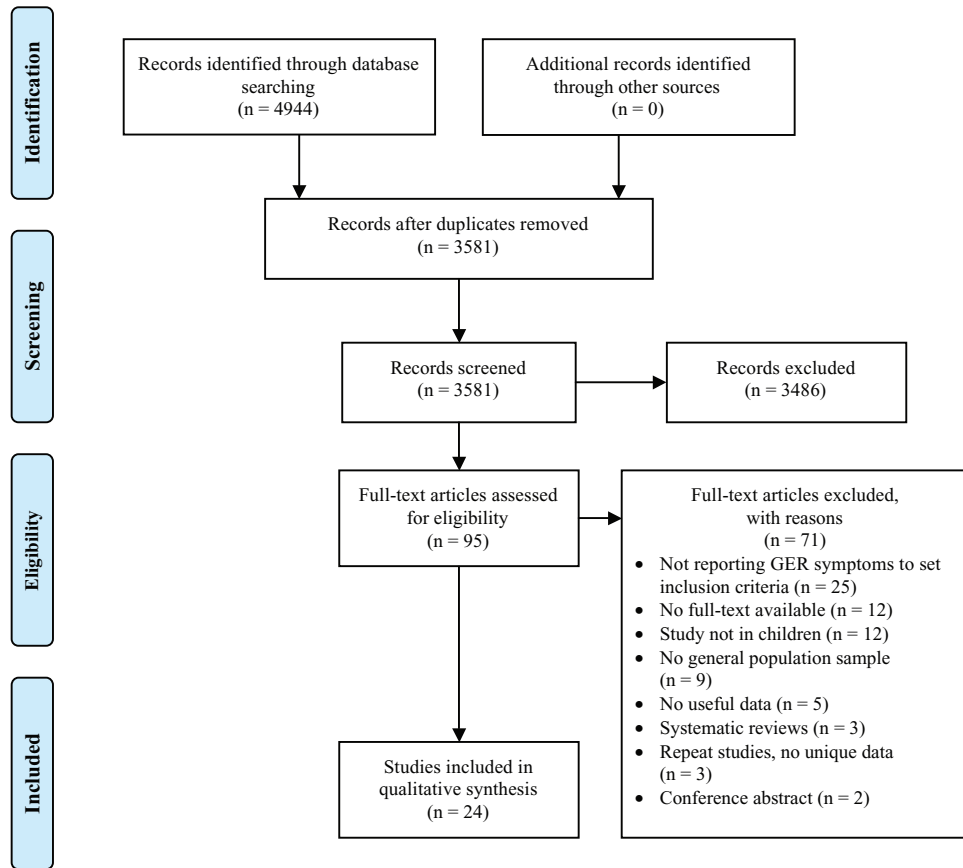 Identification
Records identified through database
searching
(n = 4944)
Additional records identified
through other sources
(n = 0)
Records after duplicates removed
(n = 3581)
Screening
Records screened
(n = 3581)
Records excluded
(n = 3486)
Eligibility
Full-text articles assessed
for eligibility
(n = 95)
Full-text articles excluded,
with reasons
(n = 71)
• Not reporting GER symptoms to set
inclusion criteria (n = 25)
• No full-text available (n = 12)
• Study not in children (n = 12)
• No general population sample
(n = 9)
• No useful data (n = 5)
• Systematic reviews (n = 3)
• Repeat studies, no unique data
(n = 3)
• Conference abstract (n = 2)
Included
Studies included in
qualitative synthesis
(n = 24)